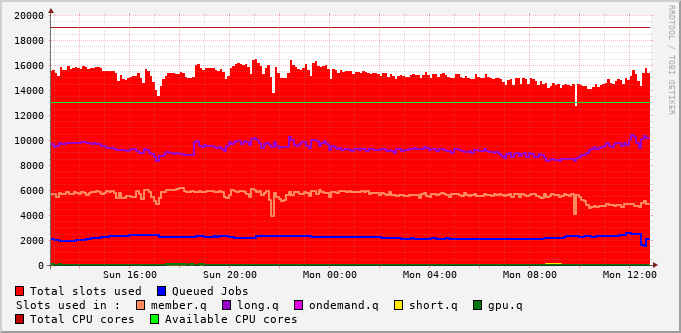 20000
18000
16000
14000
12000
10000
8000
6000
4000
2000
0
Sun 16:00 Sun 20:00 Mon 00:00 Mon 04:00 Mon 08:00 Mon 12:00
Total slots used Queued Jobs
Slots used in : member.q long.q ondemand.q short.q gpu.q
Total CPU cores Available CPU cores
RRDTOOL / TOBI OETIKER